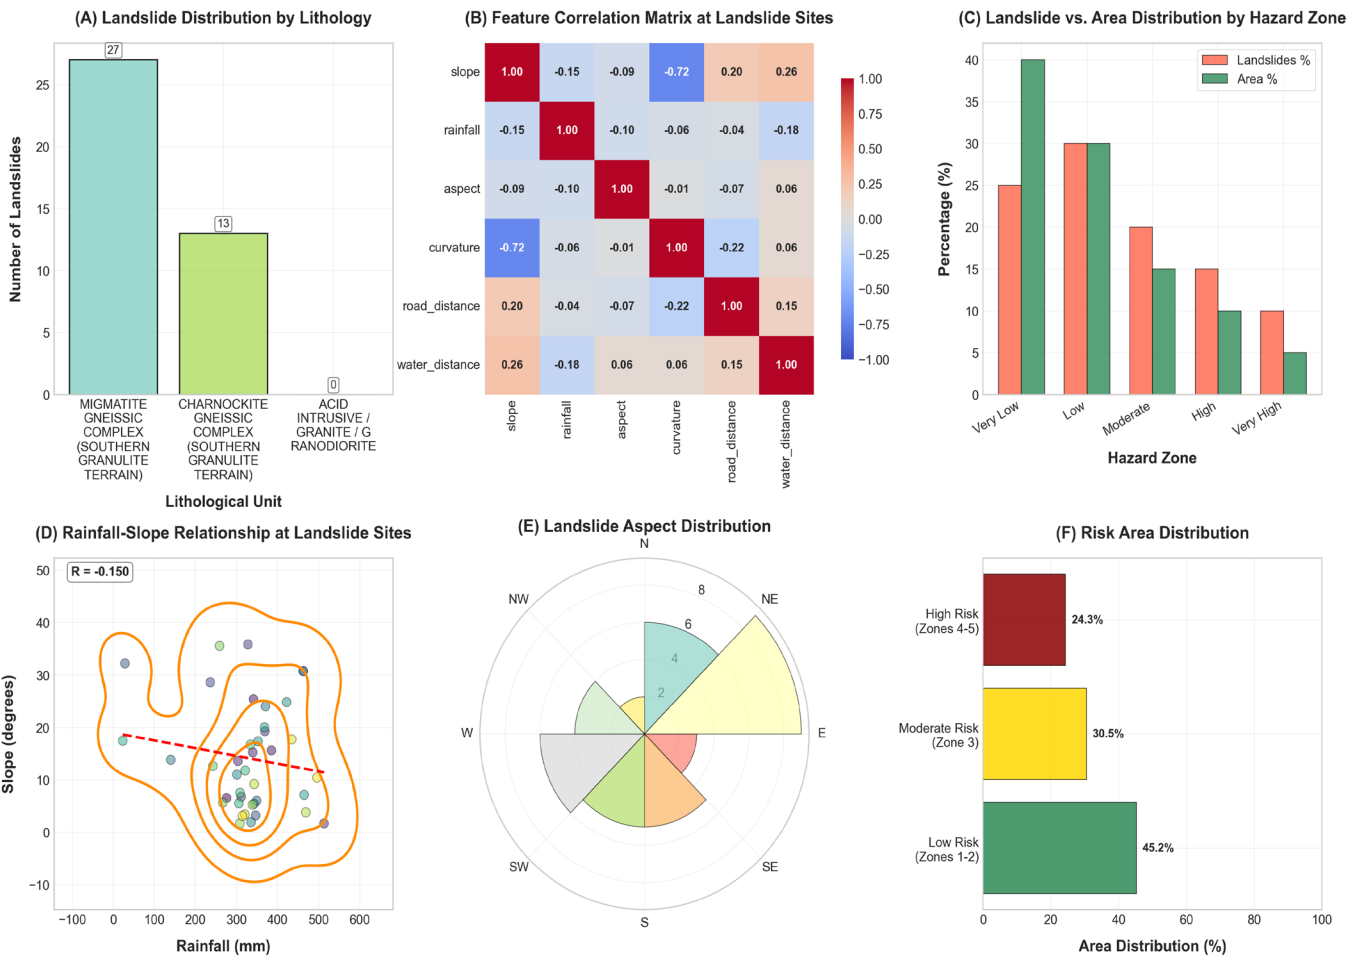 (A) Landslide Distribution by Lithology
Number of Landslides
25
20
15
10
5
0
27
13
0
MIGMATITE
GNEISSIC
COMPLEX
(SOUTHERN
GRANULITE
TERRAIN)
CHARNOCKITE
GNEISSIC
COMPLEX
(SOUTHERN
GRANULITE
TERRAIN)
ACID
INTRUSIVE /
GRANITE / G
RANODIORITE
Lithological Unit
(B) Feature Correlation Matrix at Landslide Sites
slope 1.00 -0.15 -0.09 -0.72 0.20 0.26
rainfall -0.15 1.00 -0.10 -0.06 -0.04 -0.18
aspect -0.09 -0.10 1.00 -0.01 -0.07 0.06
curvature -0.72 -0.06 -0.01 1.00 -0.22 0.06
road_distance 0.20 -0.04 -0.07 -0.22 1.00 0.15
water_distance 0.26 -0.18 0.06 0.06 0.15 1.00
slope
rainfall
aspect
curvature
road_distance
water_distance
1.00
0.75
0.50
0.25
0.00
−0.25
−0.50
−0.75
−1.00
(C) Landslide vs. Area Distribution by Hazard Zone
Landslides %
Area %
Percentage (%)
40
35
30
25
20
15
10
5
0
Very Low
Low
Moderate
High
Very High
Hazard Zone
(D) Rainfall-Slope Relationship at Landslide Sites
R = -0.150
Slope (degrees)
50
40
30
20
10
0
−10
−100 0 100 200 300 400 500 600
Rainfall (mm)
(E) Landslide Aspect Distribution
N
NE
E
SE
S
SW
W
NW
8
6
4
2
(F) Risk Area Distribution
High Risk
(Zones 4-5)
24.3%
Moderate Risk
(Zone 3)
30.5%
Low Risk
(Zones 1-2)
45.2%
0 20 40 60 80 100
Area Distribution (%)